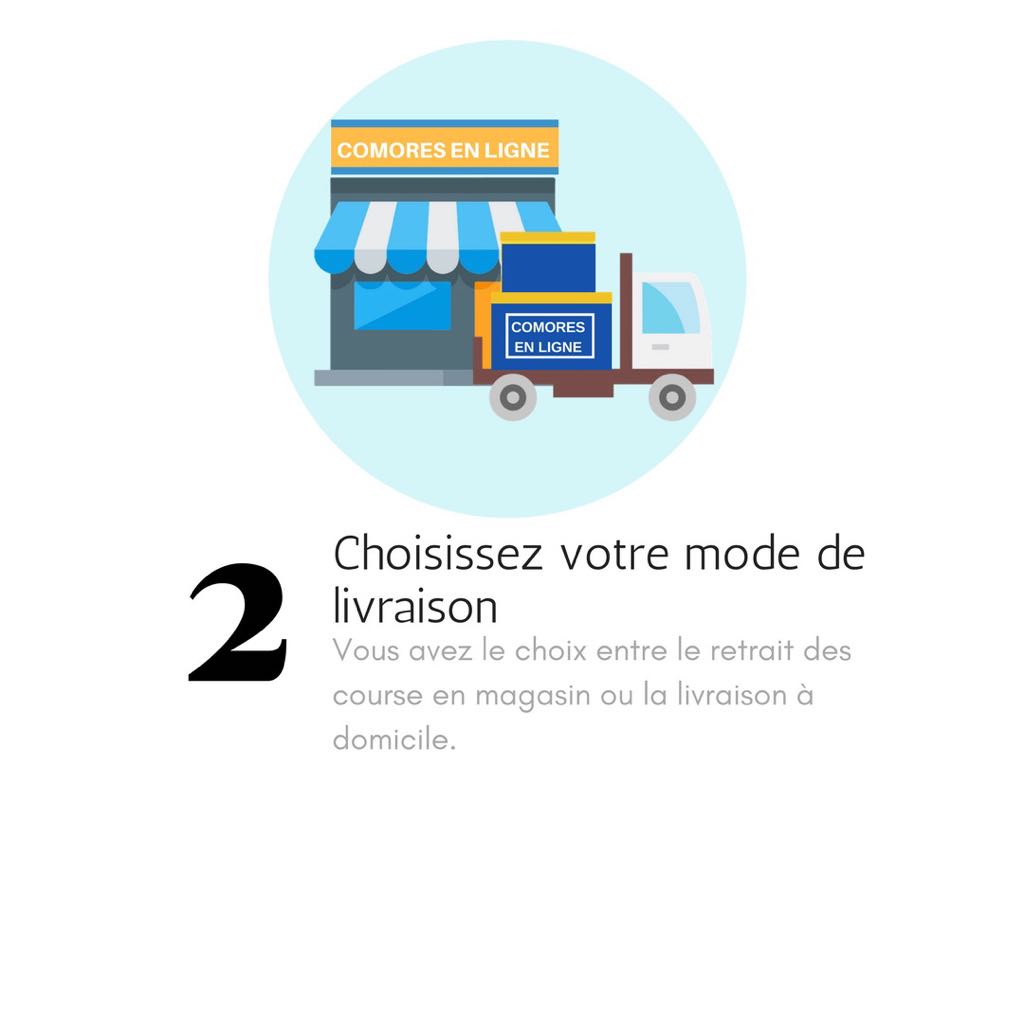 COMORES EN LIGNE
COMORES
EN LIGNE
2
Choisissez votre mode de
livraison
Vous avez le choix entre le retrait des
course en magasin ou la livraison à
domicile.